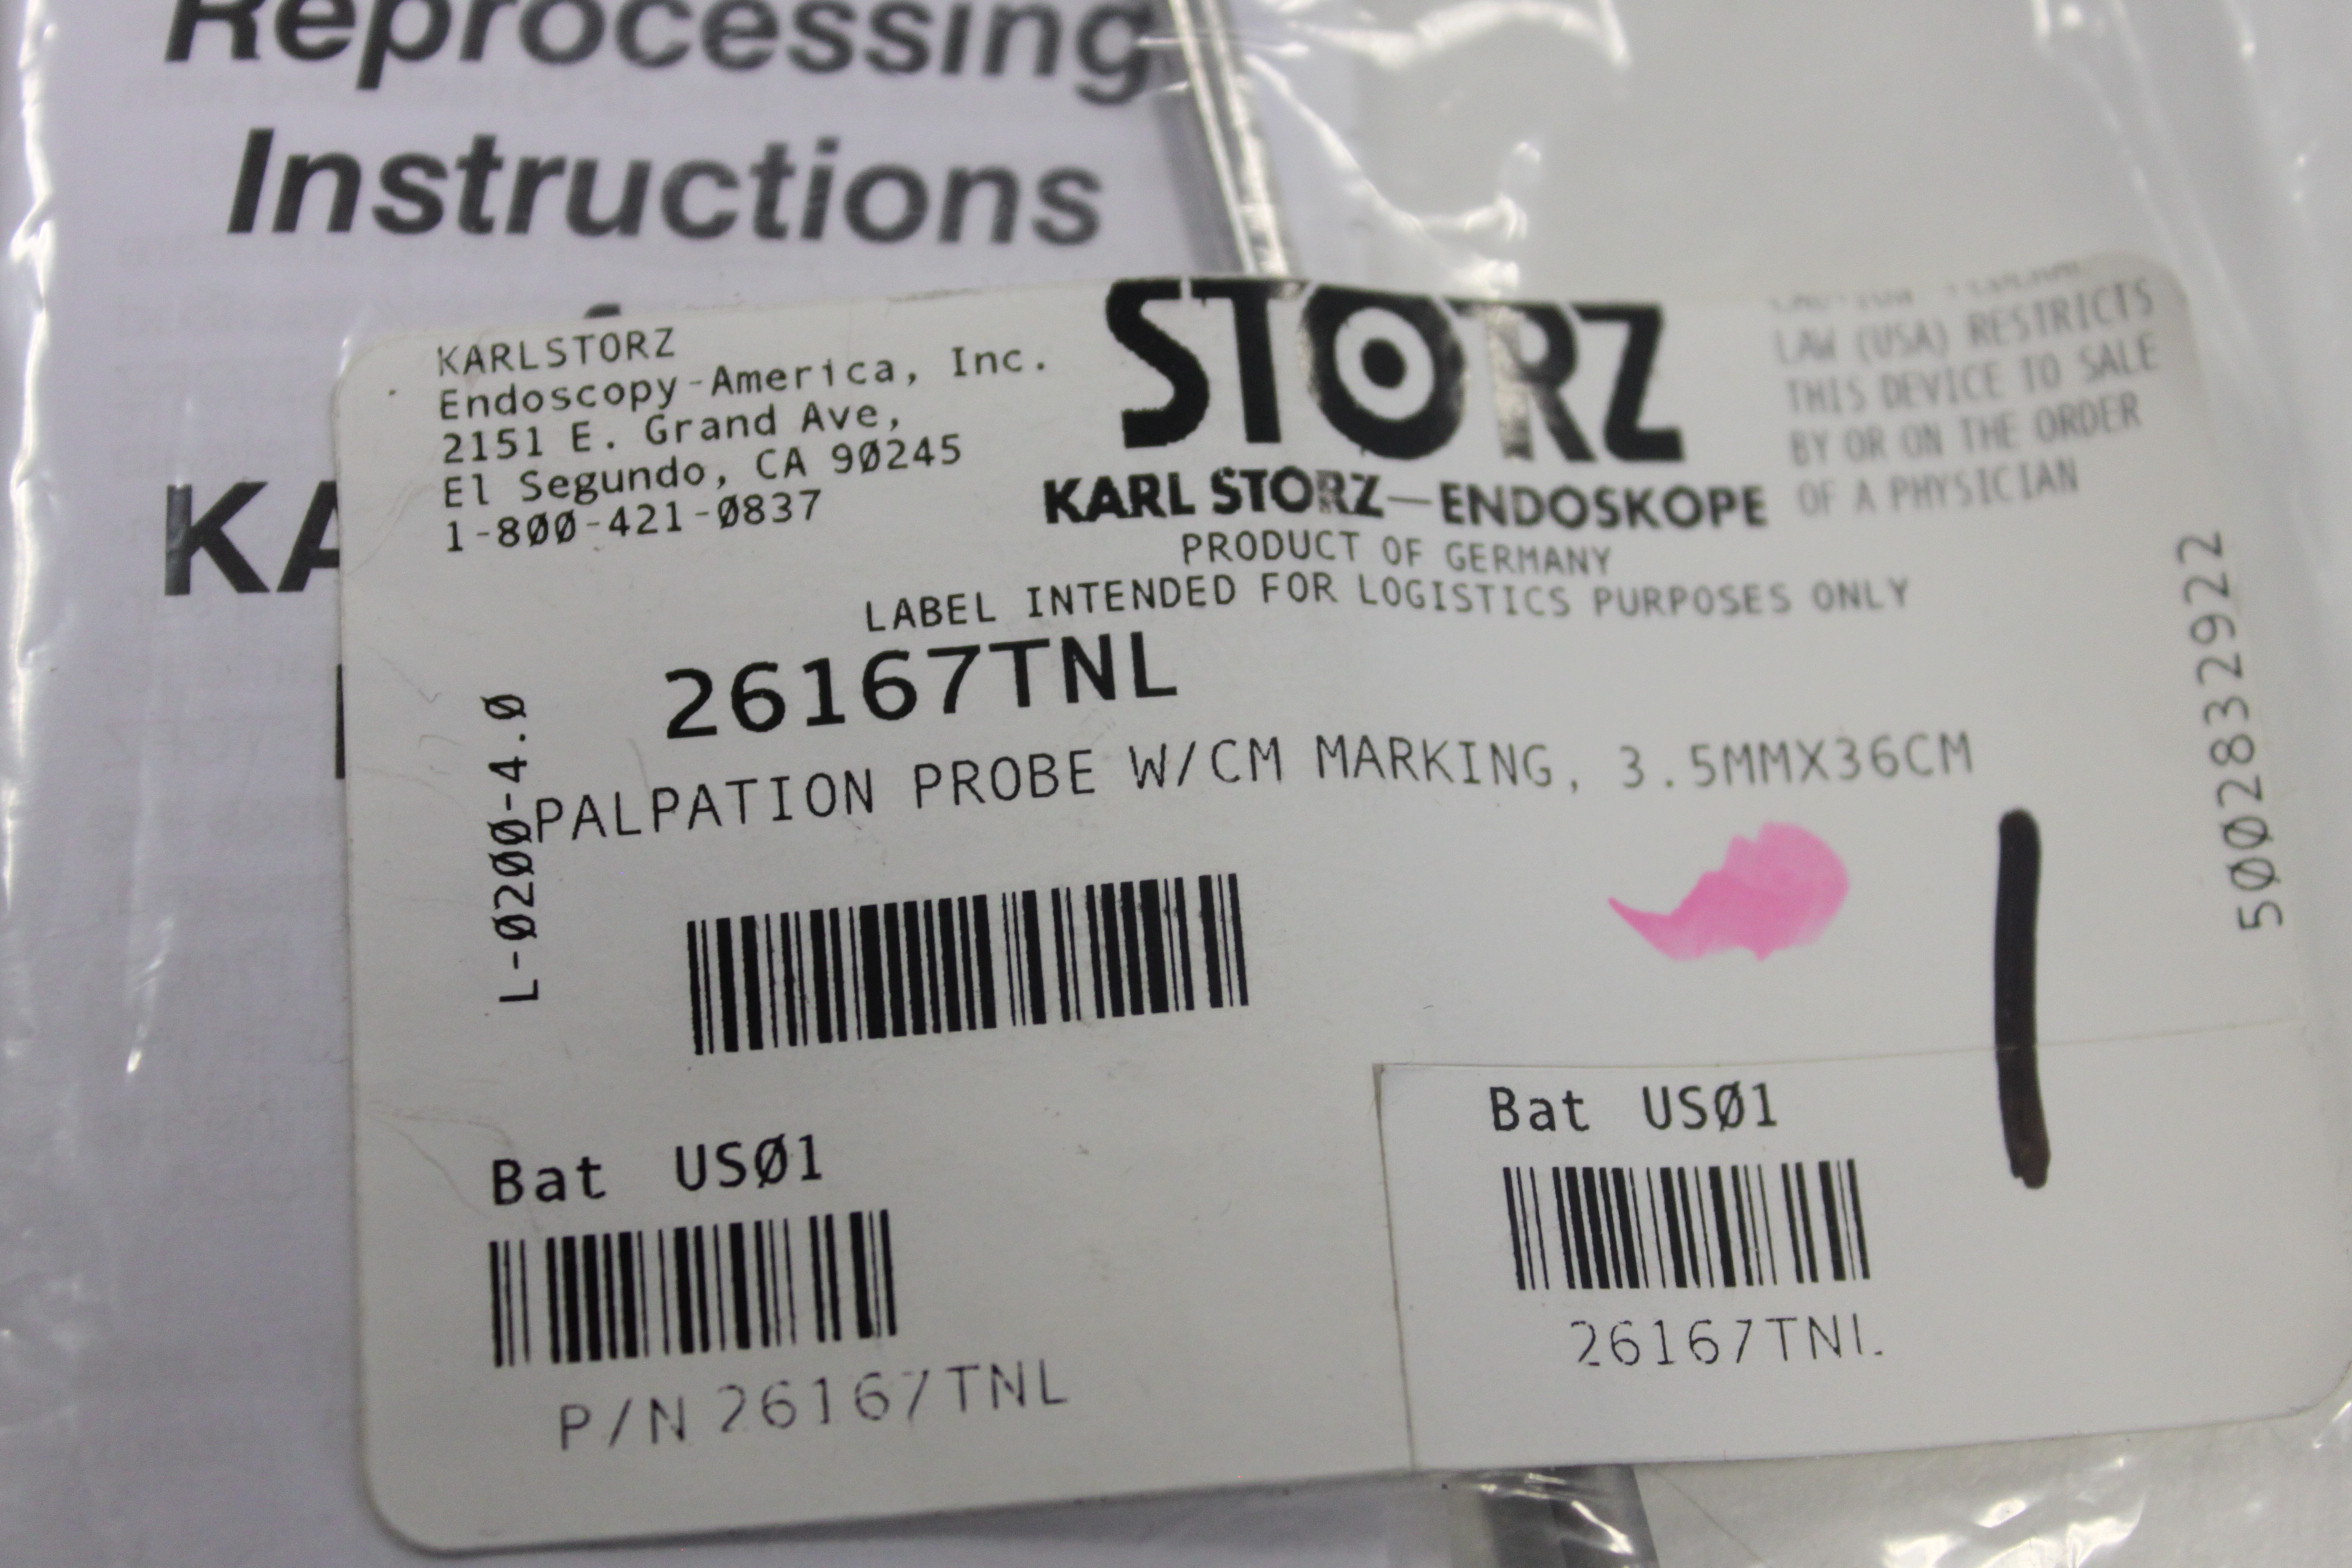 Reprocessing
Instructions
KA
KARLSTORZ
Endoscopy-America, Inc.
2151 E. Grand Ave,
El Segundo, CA 90245
1-800-421-0837
STORZ
KARL STORZ—ENDOSKOPE
PRODUCT OF GERMANY
LABEL INTENDED FOR LOGISTICS PURPOSES ONLY
LAW (USA) RESTRICTS
THIS DEVICE TO SALE
BY OR ON THE ORDER
OF A PHYSICIAN
5002832922
L-0200-4.0
26167TNL
PALPATION PROBE W/CM MARKING, 3.5MMX36CM
Bat US01
P/N 26167TNL
Bat US01
26167TNL